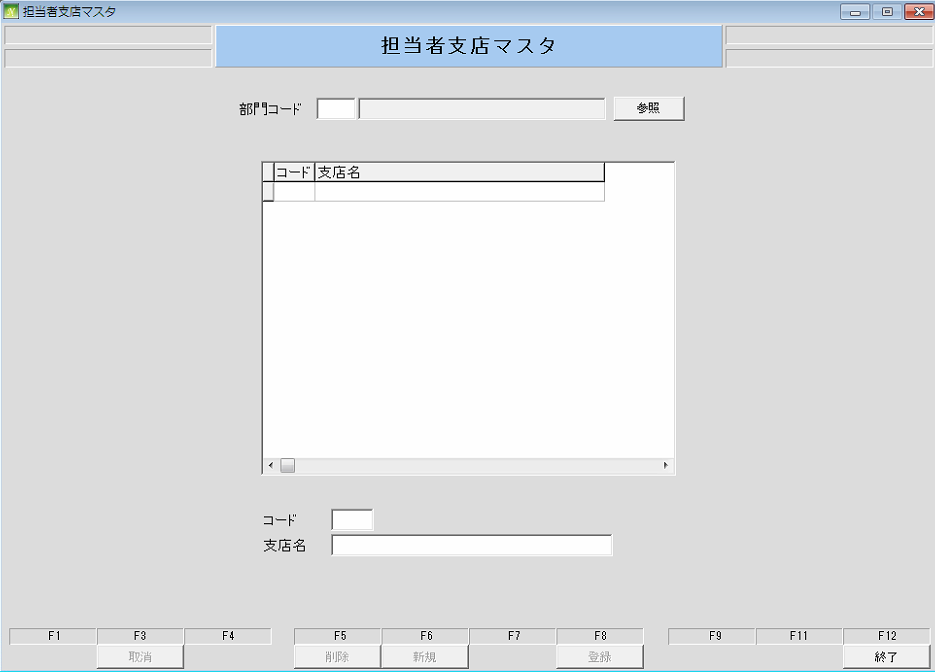 担当者支店マスタ
担当者支店マスタ
部門コード 参照
コード 支店名
コード
支店名
F1 F3 F4 F5 F6 F7 F8 F9 F11 F12
取消 削除 新規 登録 終了